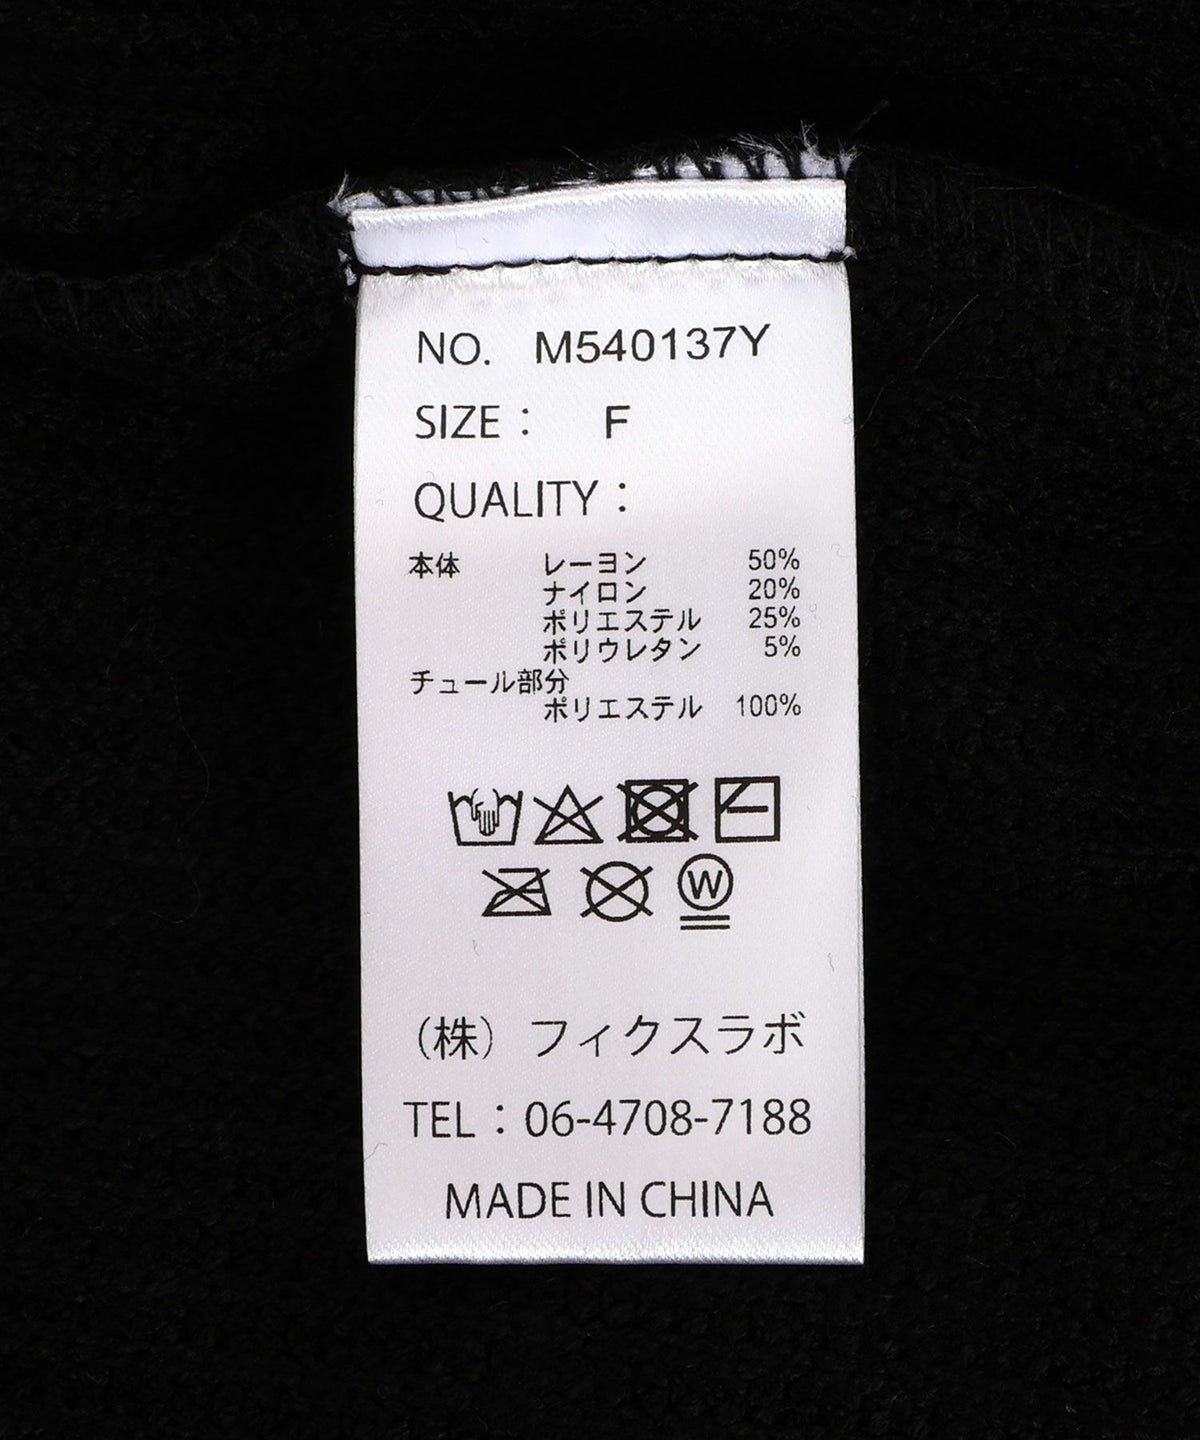 NO. M540137Y
SIZE： F
QUALITY：
本体 レーヨン 50%
ナイロン 20%
ポリエステル 25%
ポリウレタン 5%
チュール部分
ポリエステル 100%
W
（株）フィクスラボ
TEL：06-4708-7188
MADE IN CHINA